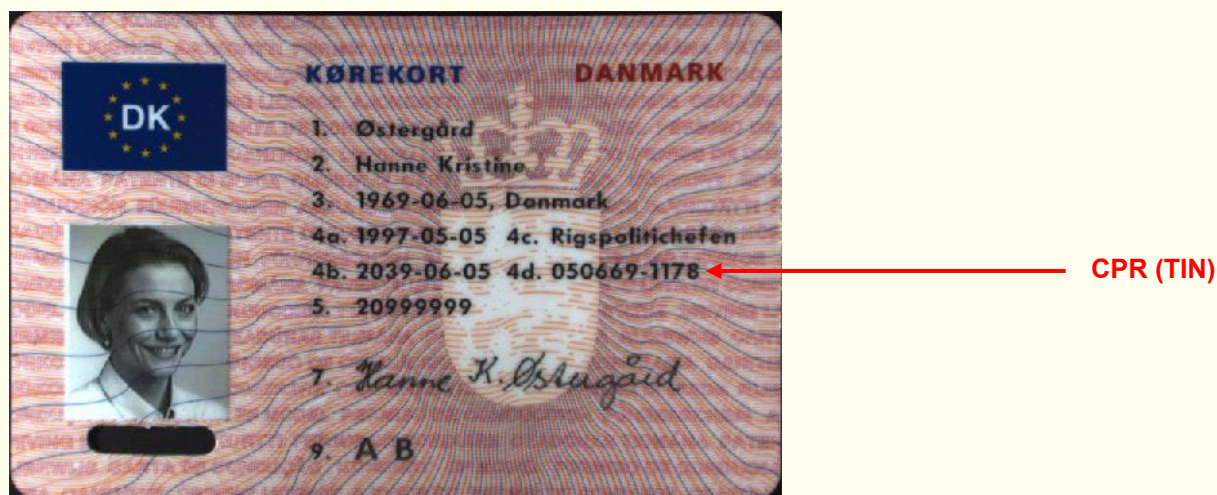 KØREKORT DANMARK
DK
1. Østergård
2. Hanne Kristine
3. 1969-06-05, Danmark
4a. 1997-05-05 4c. Rigspolitichefen
4b. 2039-06-05 4d. 050669-1178
CPR (TIN)
5. 20999999
7. Hanne K. Østergård
9. A B